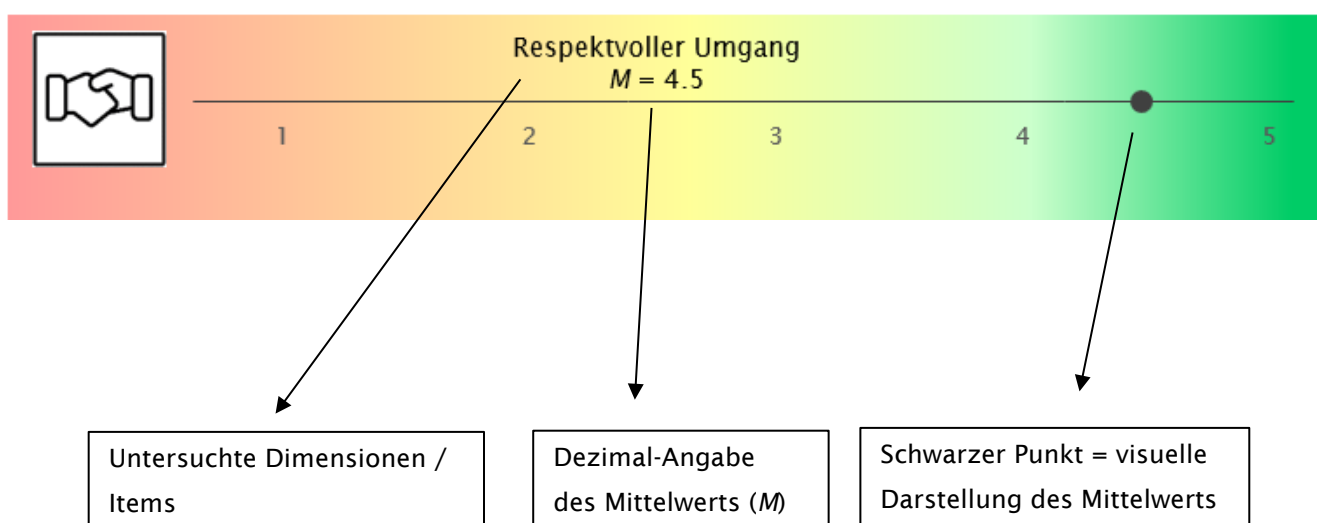 Respektvoller Umgang
M = 4.5
1 2 3 4 5
Untersuchte Dimensionen /
Items
Dezimal-Angabe
des Mittelwerts (M)
Schwarzer Punkt = visuelle
Darstellung des Mittelwerts